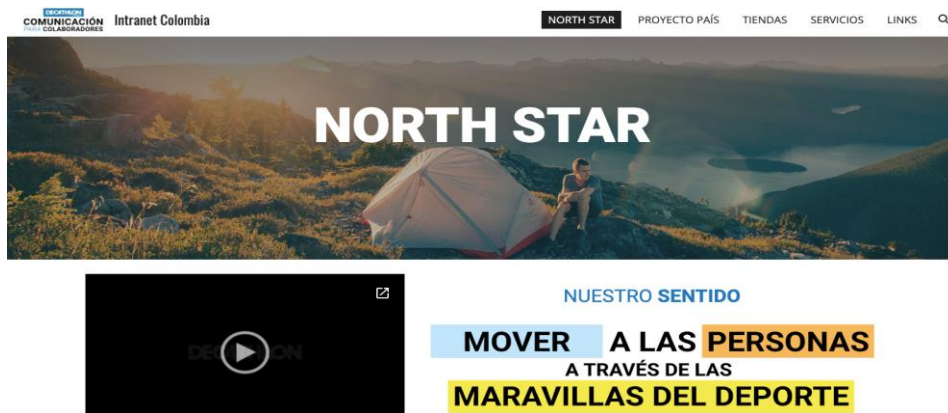 DECATHLON
COMUNICACIÓN
PARA COLABORADORES
Intranet Colombia
NORTH STAR
PROYECTO PAÍS
TIENDAS
SERVICIOS
LINKS
NORTH STAR
DECATHLON
NUESTRO SENTIDO
MOVER A LAS PERSONAS
A TRAVÉS DE LAS
MARAVILLAS DEL DEPORTE